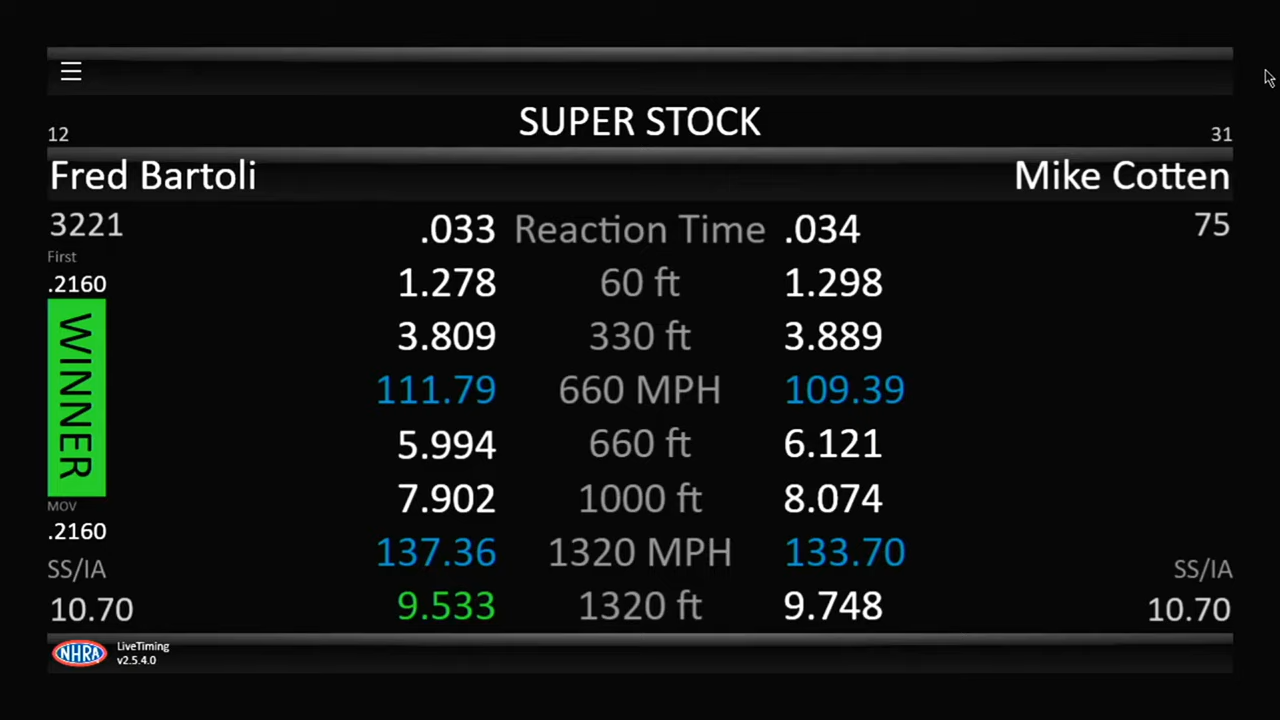 ☰
SUPER STOCK
12 31
Fred Bartoli Mike Cotten
3221 .033 Reaction Time .034 75
First
.2160 1.278 60 ft 1.298
WINNER
3.809 330 ft 3.889
111.79 660 MPH 109.39
5.994 660 ft 6.121
7.902 1000 ft 8.074
MOV
.2160
137.36 1320 MPH 133.70
SS/IA SS/IA
10.70 9.533 1320 ft 9.748 10.70
NHRA LiveTiming
v2.5.4.0